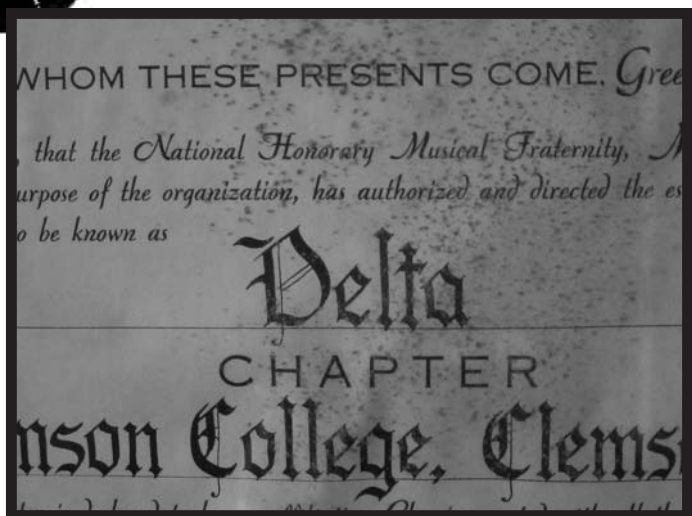 WHOM THESE PRESENTS COME. Gree
, that the National Honorary Musical Fraternity, M
urpose of the organization, has authorized and directed the es
o be known as
Delta
CHAPTER
mson College, Clems